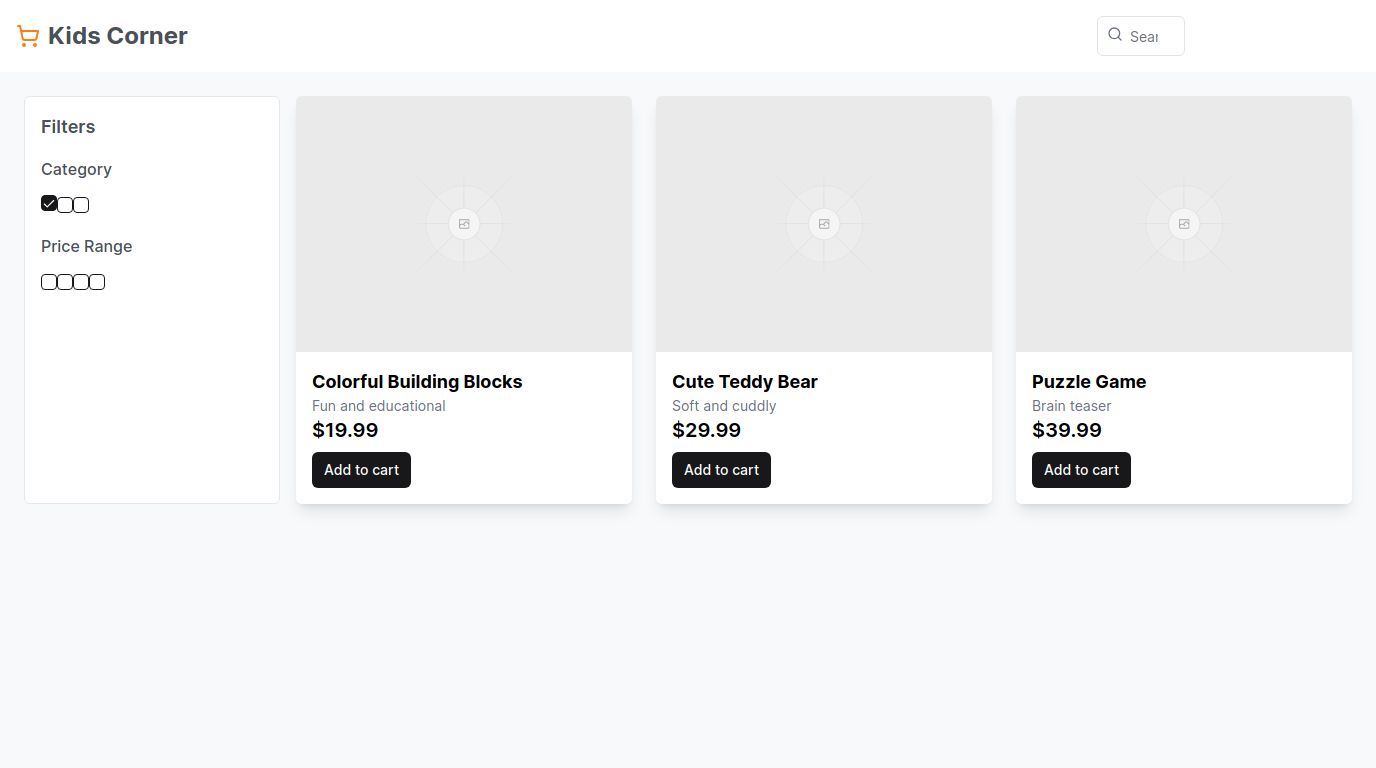 Kids Corner
Sear
Filters
Category
Price Range
Colorful Building Blocks
Fun and educational
$19.99
Add to cart
Cute Teddy Bear
Soft and cuddly
$29.99
Add to cart
Puzzle Game
Brain teaser
$39.99
Add to cart